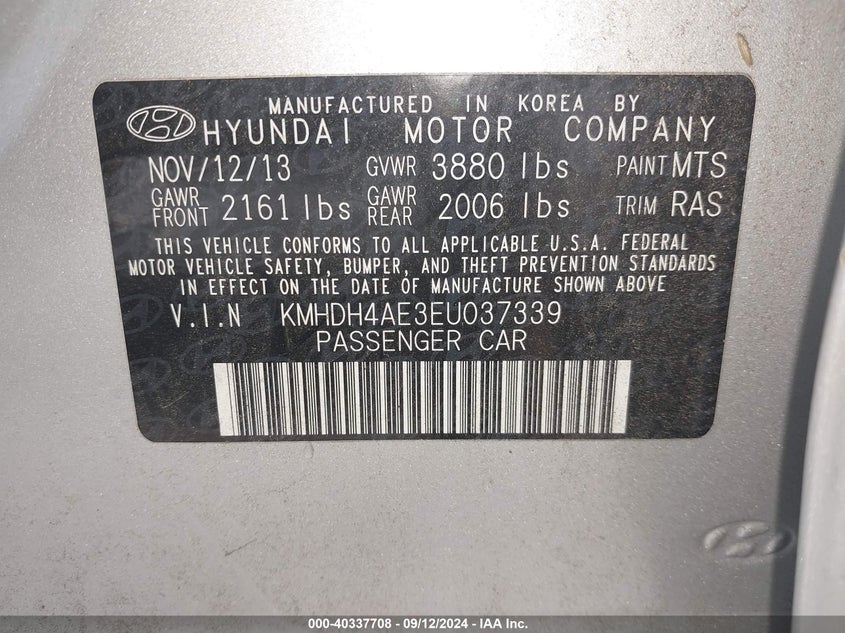 MANUFACTURED IN KOREA BY
HYUNDAI MOTOR COMPANY
NOV/12/13 GVWR 3880 lbs PAINT MTS
GAWR FRONT 2161 lbs GAWR REAR 2006 lbs TRIM RAS
THIS VEHICLE CONFORMS TO ALL APPLICABLE U.S.A. FEDERAL
MOTOR VEHICLE SAFETY, BUMPER, AND THEFT PREVENTION STANDARDS
IN EFFECT ON THE DATE OF MANUFACTURE SHOWN ABOVE
V.I.N KMHDH4AE3EU037339
PASSENGER CAR
000-40337708 - 09/12/2024 - IAA Inc.